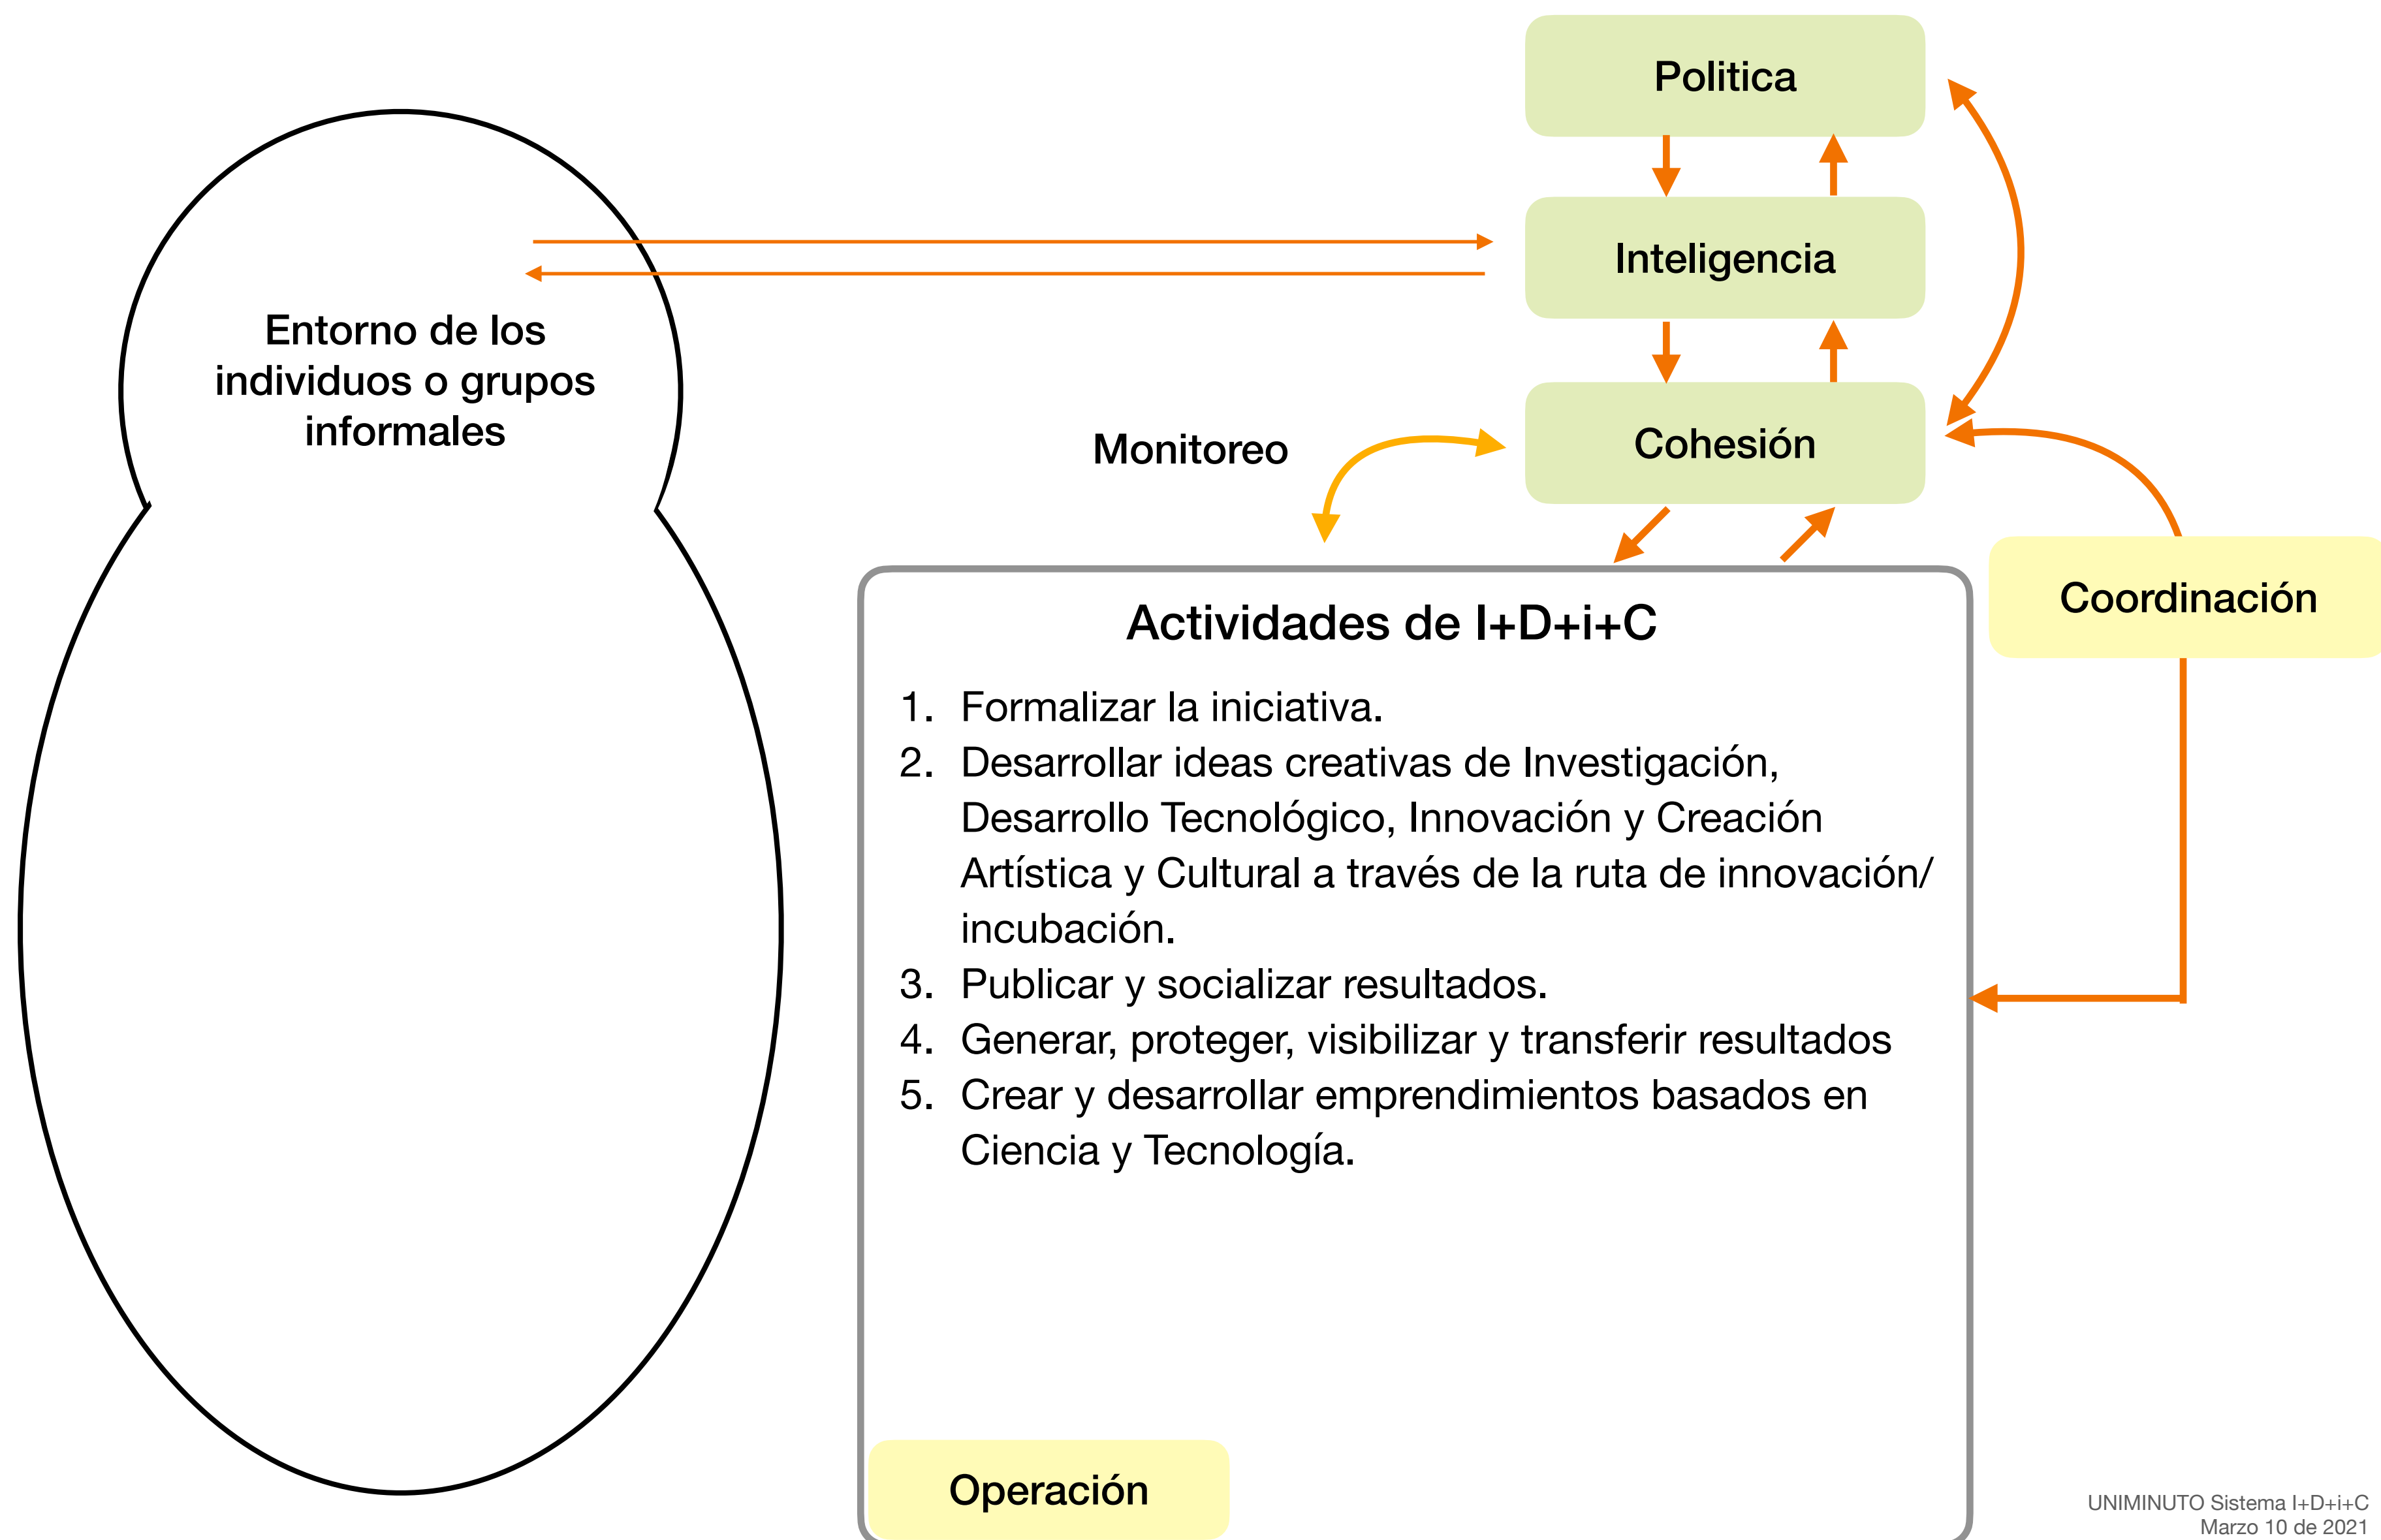 Politica
Inteligencia
Entorno de los
individuos o grupos
informales
Monitoreo
Cohesión
Coordinación
Actividades de I+D+i+C
1. Formalizar la iniciativa.
2. Desarrollar ideas creativas de Investigación,
Desarrollo Tecnológico, Innovación y Creación
Artística y Cultural a través de la ruta de innovación/
incubación.
3. Publicar y socializar resultados.
4. Generar, proteger, visibilizar y transferir resultados
5. Crear y desarrollar emprendimientos basados en
Ciencia y Tecnología.
Operación
UNIMINUTO Sistema I+D+i+C
Marzo 10 de 2021